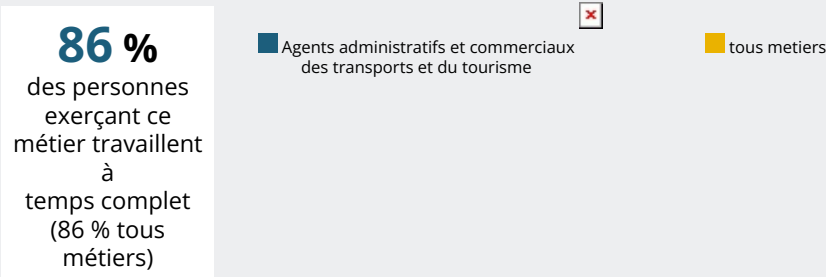 86 %
des personnes
exerçant ce
métier travaillent
à
temps complet
(86 % tous
métiers)
Agents administratifs et commerciaux
des transports et du tourisme
tous metiers